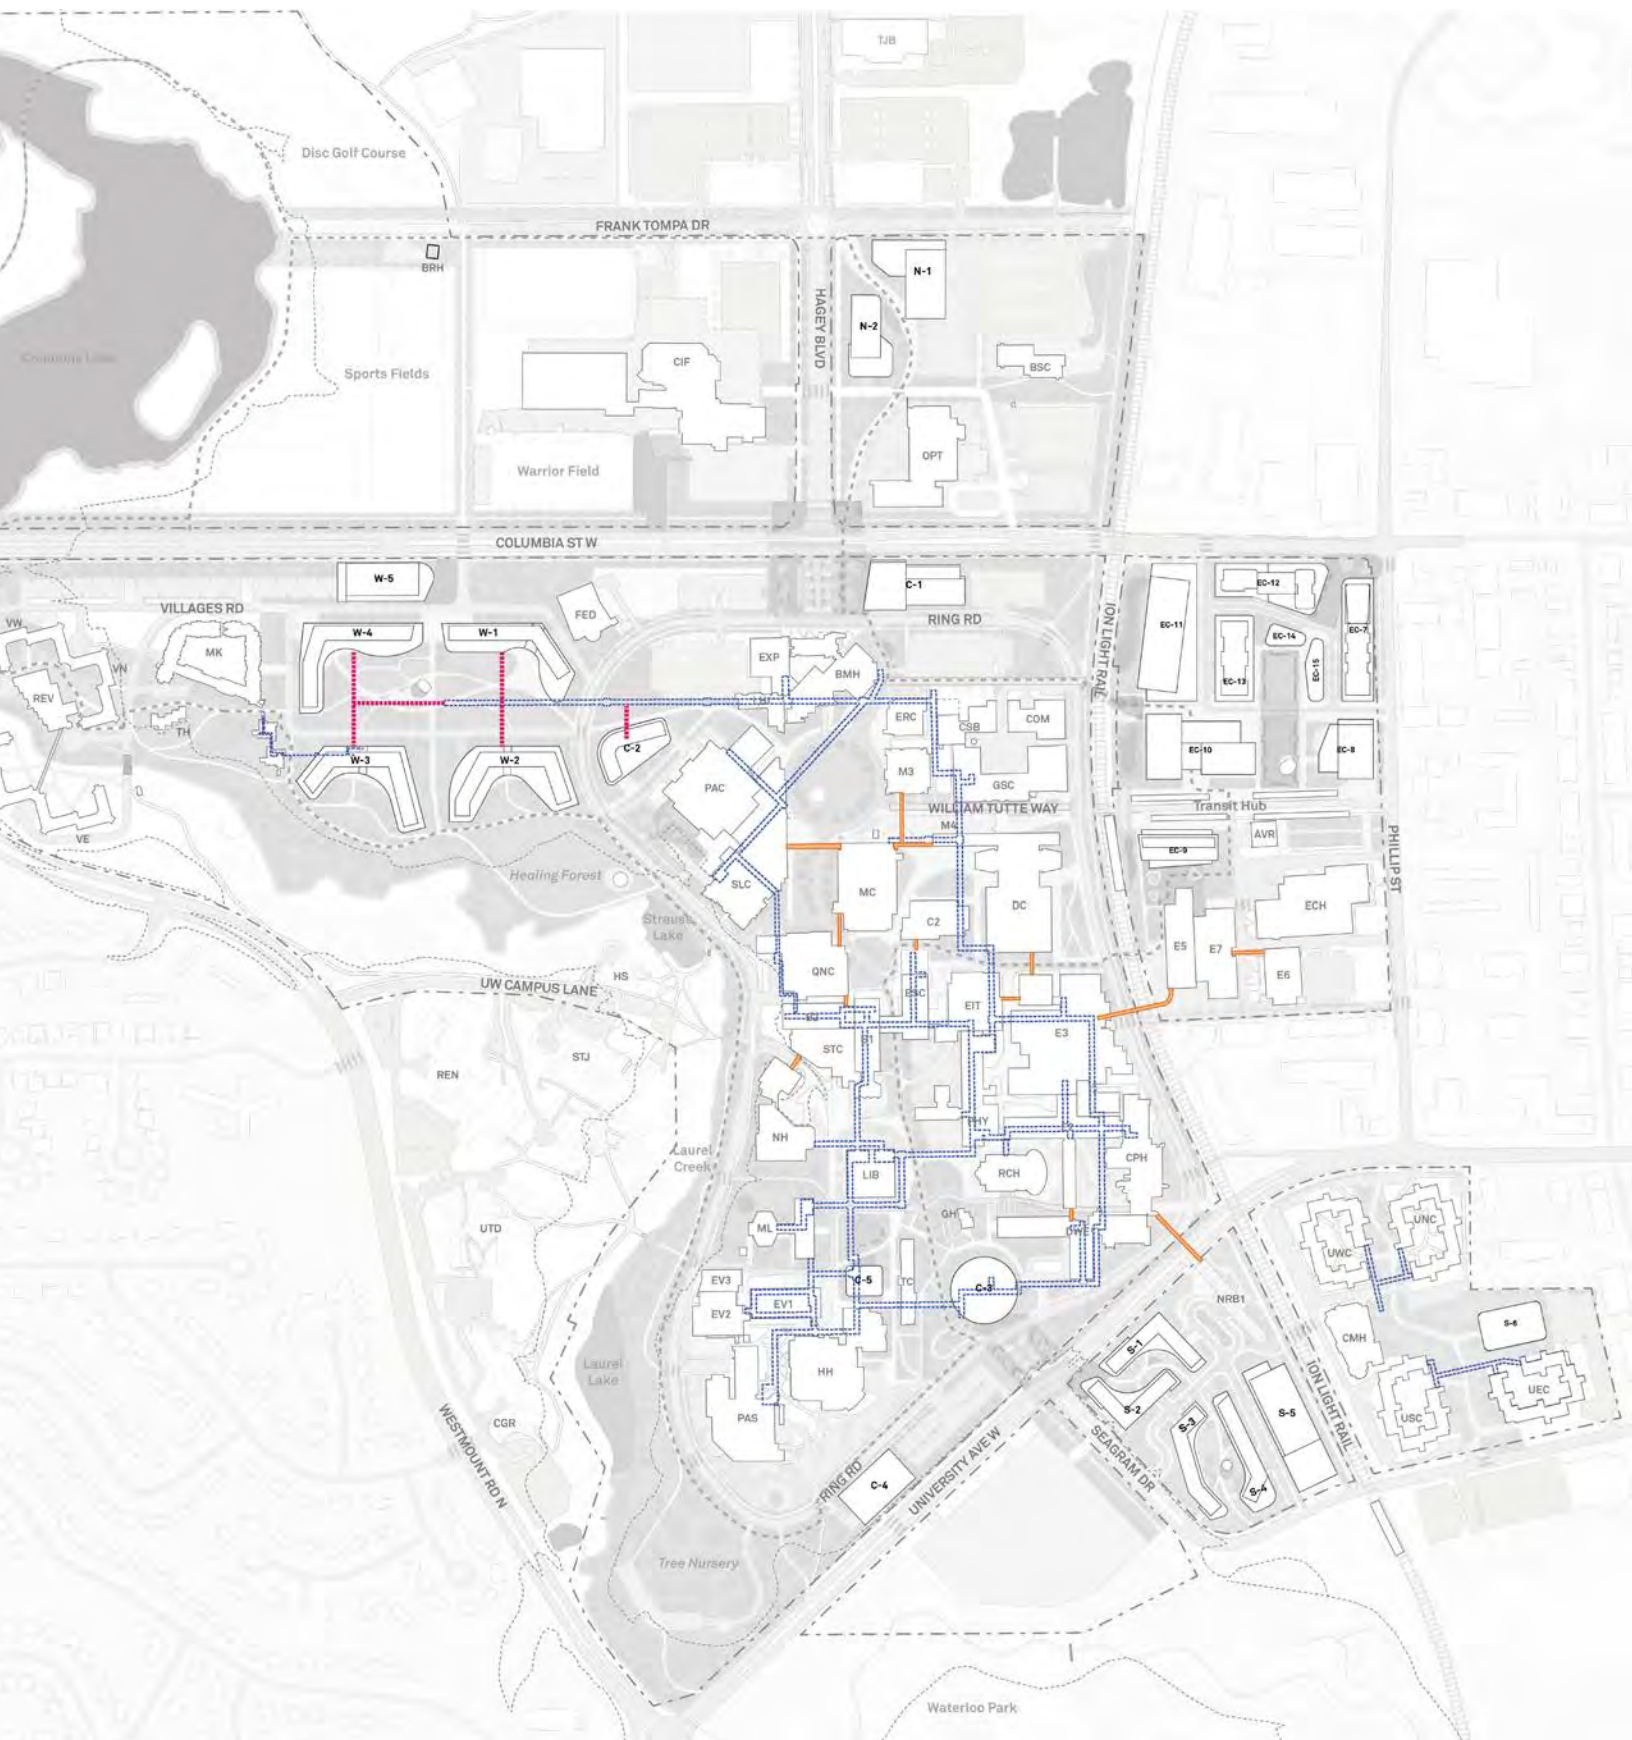 TJB
Disc Golf Course
FRANK TOMPA DR
BRH
N-1
HAGEY BLVD
N-2
Columbia Lake
CIF
BSC
Sports Fields
OPT
Warrior Field
COLUMBIA ST W
W-5
C-1
EC-12
VILLAGES RD
FED
RING RD
ION LIGHT RAIL
EC-11
EC-7
VW
W-4
W-1
EC-14
MK
EXP
VN
BMH
EC-15
EC-13
REV
TH
ERC
CSB
COM
C-2
EC-10
EC-8
W-3
W-2
M3
PAC
GSC
WILLIAM TUTTE WAY
Transit Hub
M4
AVR
VE
EC-9
PHILLIP ST
Healing Forest
SLC
MC
DC
ECH
Strauss
Lake
C2
E5
E7
QNC
HS
E6
UW CAMPUS LANE
ESC
EIT
E3
STC
STJ
REN
PHY
NH
Laurel
Creek
CPH
LIB
RCH
UTD
ML
GH
UNC
DWE
UWC
EV3
C-5
TC
C-3
EV1
NRB1
EV2
S-6
CMH
S-1
Laurel
Lake
HH
ION LIGHT RAIL
UEC
S-2
S-5
PAS
USC
CGR
S-3
WESTMOUNT RD N
SEAGRAM DR
RING RD
C-4
UNIVERSITY AVE W
S-4
Tree Nursery
Waterloo Park